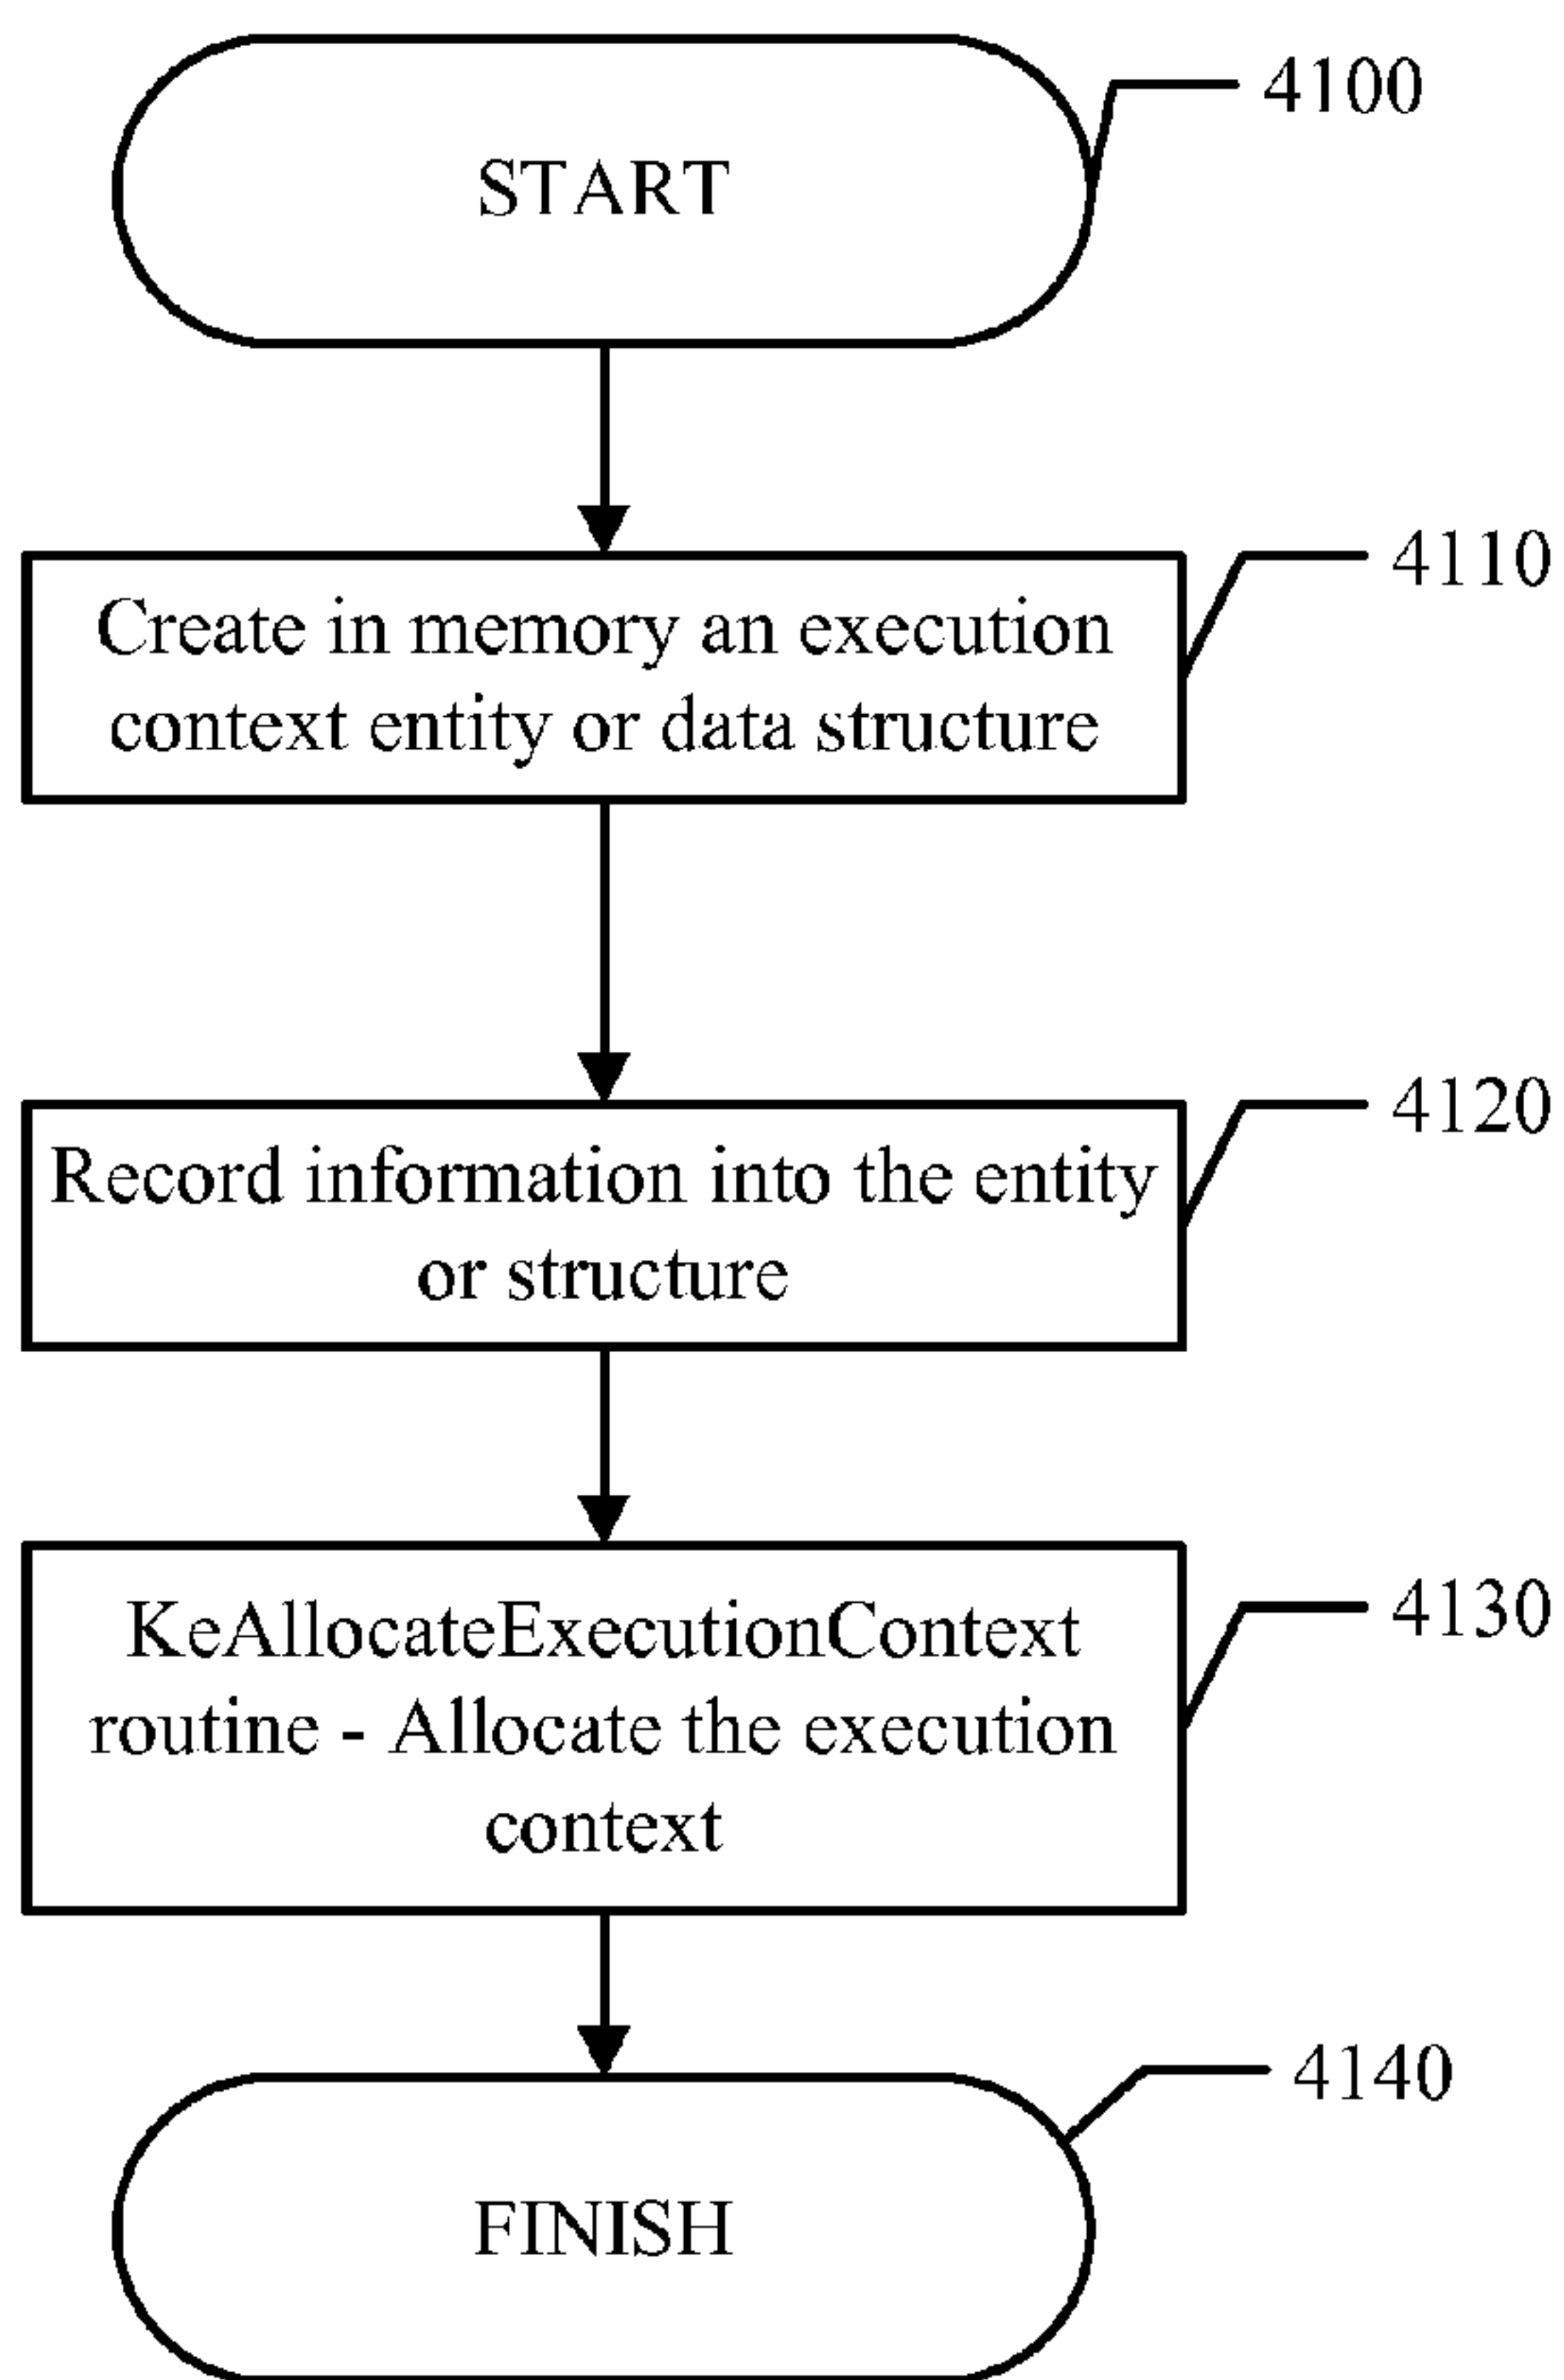 START
4100
Create in memory an execution
context entity or data structure
4110
Record information into the entity
or structure
4120
KeAllocateExecutionContext
routine - Allocate the execution
context
4130
FINISH
4140